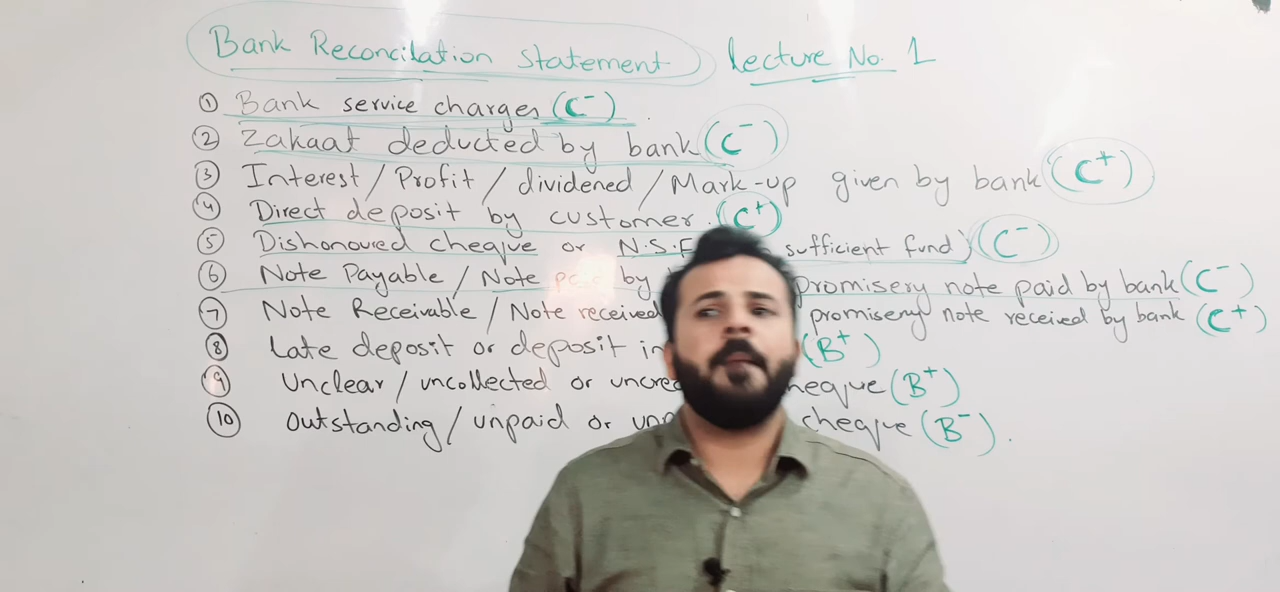 Bank Reconcilation Statement lecture No. 1
① Bank service charges (C⁻).
② Zakaat deducted by bank (C⁻)
③ Interest / Profit / dividened / Mark-up given by bank (C⁺)
④ Direct deposit by customer. (C⁺)
⑤ Dishonoured cheque or N.S.F sufficient fund) (C⁻)
⑥ Note Payable / Note paid by promisery note paid by bank (C⁻)
⑦ Note Receivable / Note received promisery note received by bank (C⁺)
⑧ Late deposit or deposit in (B⁺)
⑨ Unclear / uncollected or (B⁺)
⑩ Outstanding / unpaid or cheque (B⁻).